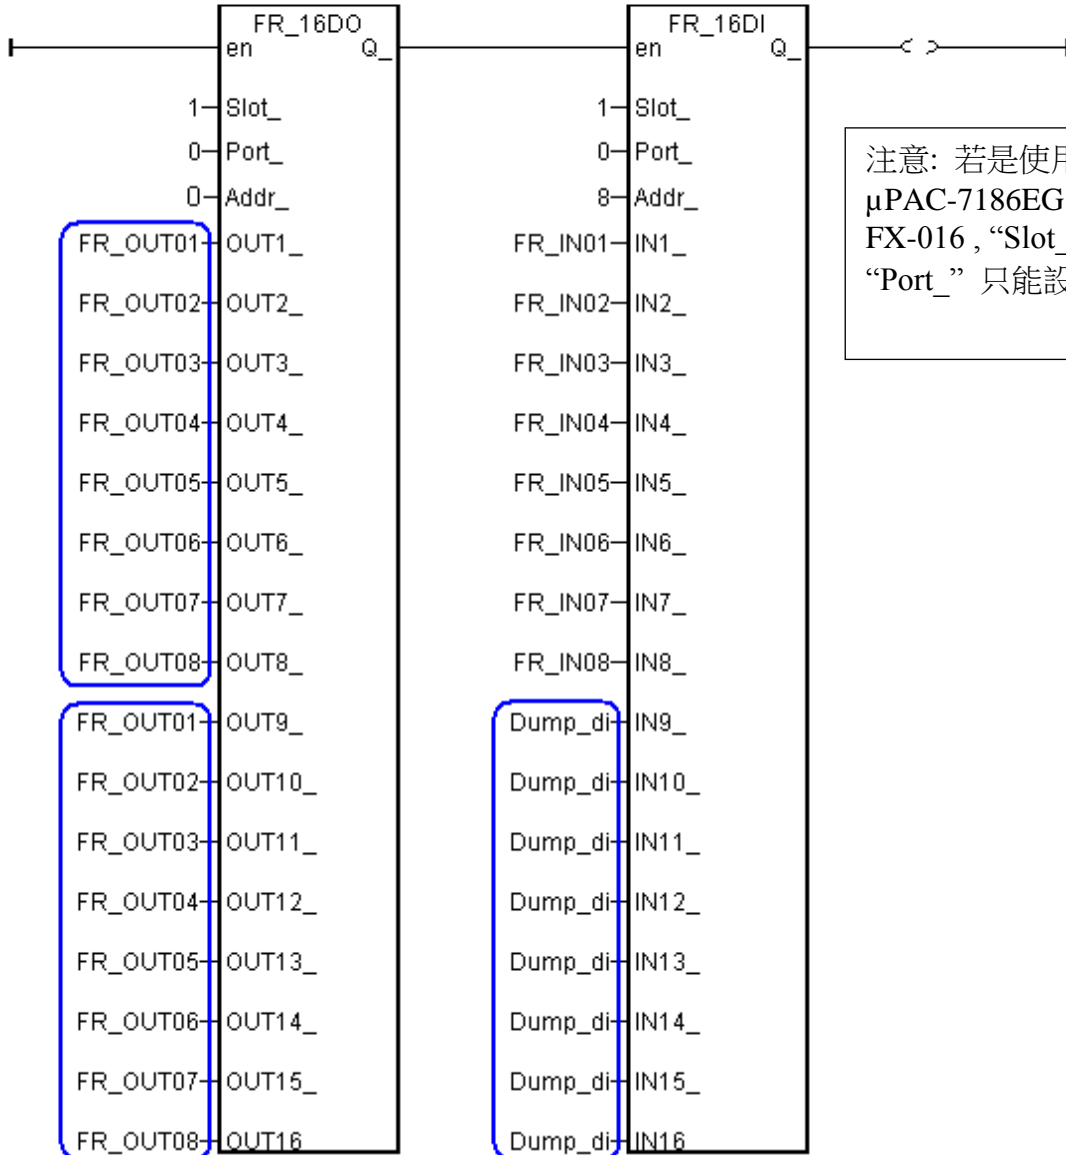 FR_16DO
en Q_
1 Slot_
0 Port_
0 Addr_
FR_OUT01 OUT1_
FR_OUT02 OUT2_
FR_OUT03 OUT3_
FR_OUT04 OUT4_
FR_OUT05 OUT5_
FR_OUT06 OUT6_
FR_OUT07 OUT7_
FR_OUT08 OUT8_
FR_OUT01 OUT9_
FR_OUT02 OUT10_
FR_OUT03 OUT11_
FR_OUT04 OUT12_
FR_OUT05 OUT13_
FR_OUT06 OUT14_
FR_OUT07 OUT15_
FR_OUT08 OUT16
FR_16DI
en Q_
1 Slot_
0 Port_
8 Addr_
FR_IN01 IN1_
FR_IN02 IN2_
FR_IN03 IN3_
FR_IN04 IN4_
FR_IN05 IN5_
FR_IN06 IN6_
FR_IN07 IN7_
FR_IN08 IN8_
Dump_di IN9_
Dump_di IN10_
Dump_di IN11_
Dump_di IN12_
Dump_di IN13_
Dump_di IN14_
Dump_di IN15_
Dump_di IN16
注意: 若是使用
µPAC-7186EG
FX-016 , “Slot_
“Port_” 只能設